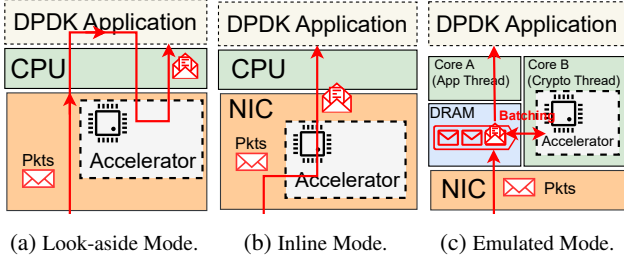 DPDK Application
CPU
Pkts
Accelerator
(a) Look-aside Mode.
DPDK Application
CPU
NIC
Pkts
Accelerator
(b) Inline Mode.
DPDK Application
Core A
(App Thread)
Core B
(Crypto Thread)
DRAM
Batching
Accelerator
NIC
Pkts
(c) Emulated Mode.